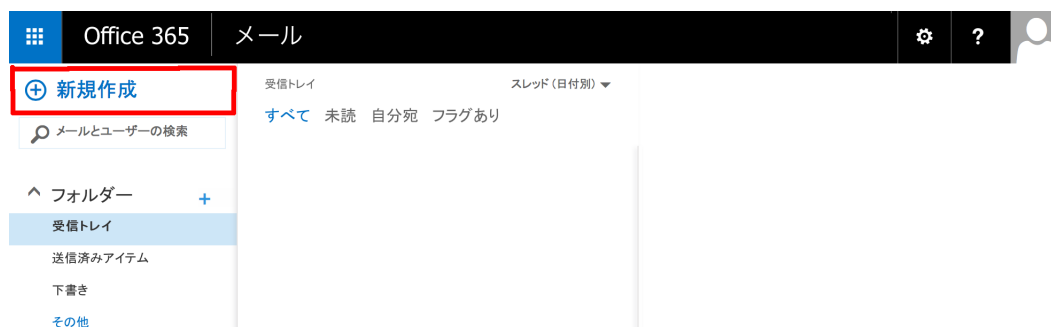 Office 365 メール ?
新規作成
メールとユーザーの検索
フォルダー +
受信トレイ
送信済みアイテム
下書き
その他
受信トレイ スレッド (日付別)
すべて 未読 自分宛 フラグあり